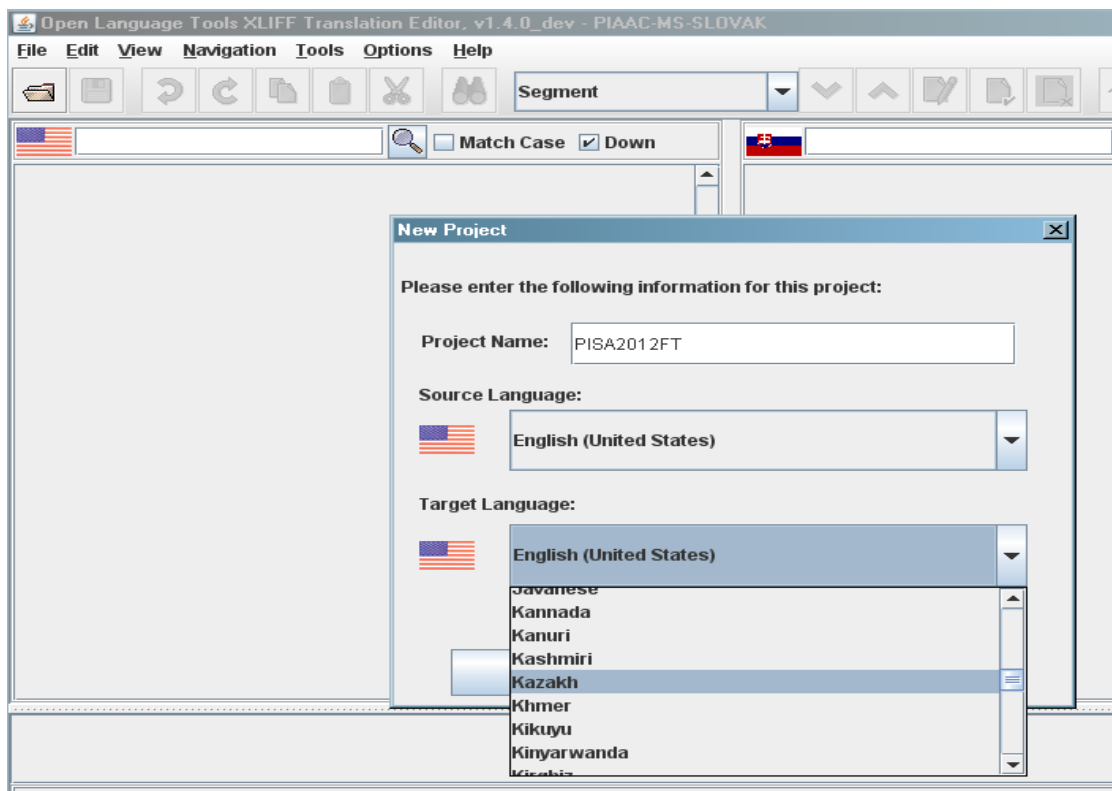 Open Language Tools XLIFF Translation Editor, v1.4.0_dev - PIAAC-MS-SLOVAK
File Edit View Navigation Tools Options Help
Segment
Match Case Down
New Project
Please enter the following information for this project:
Project Name: PISA2012FT
Source Language:
English (United States)
Target Language:
English (United States)
Javanese
Kannada
Kanuri
Kashmiri
Kazakh
Khmer
Kikuyu
Kinyarwanda
Kirghiz